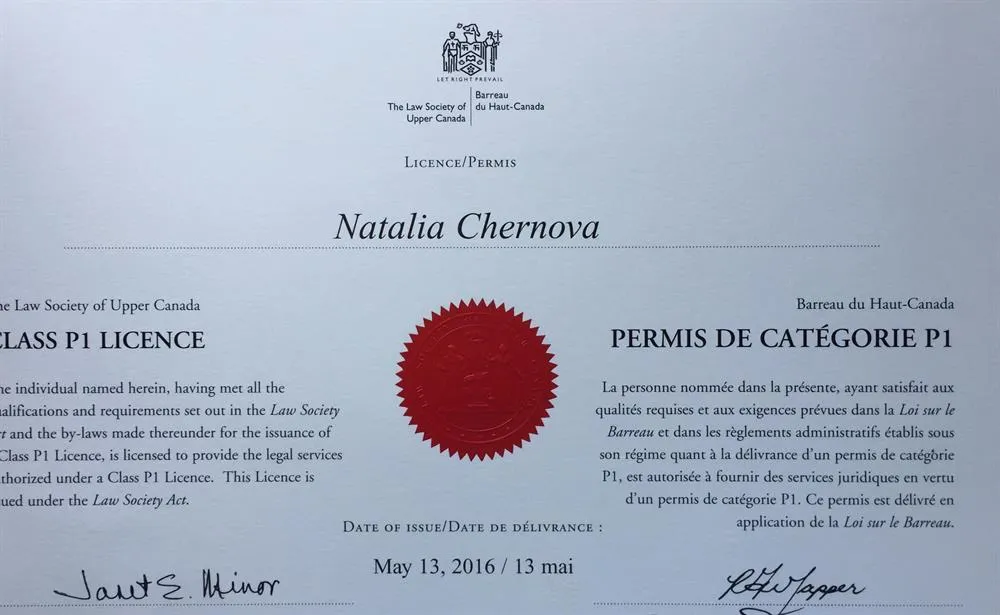 LET RIGHT PREVAIL
The Law Society of
Upper Canada
Barreau
du Haut-Canada
LICENCE/PERMIS
Natalia Chernova
he Law Society of Upper Canada
CLASS P1 LICENCE
he individual named herein, having met all the
alifications and requirements set out in the Law Society
t and the by-laws made thereunder for the issuance of
Class P1 Licence, is licensed to provide the legal services
thorized under a Class P1 Licence. This Licence is
ued under the Law Society Act.
Barreau du Haut-Canada
PERMIS DE CATÉGORIE P1
La personne nommée dans la présente, ayant satisfait aux
qualités requises et aux exigences prévues dans la Loi sur le
Barreau et dans les règlements administratifs établis sous
son régime quant à la délivrance d'un permis de catégorie
P1, est autorisée à fournir des services juridiques en vertu
d'un permis de catégorie P1. Ce permis est délivré en
application de la Loi sur le Barreau.
DATE OF ISSUE/DATE DE DÉLIVRANCE :
May 13, 2016 / 13 mai
Janet E. Minor